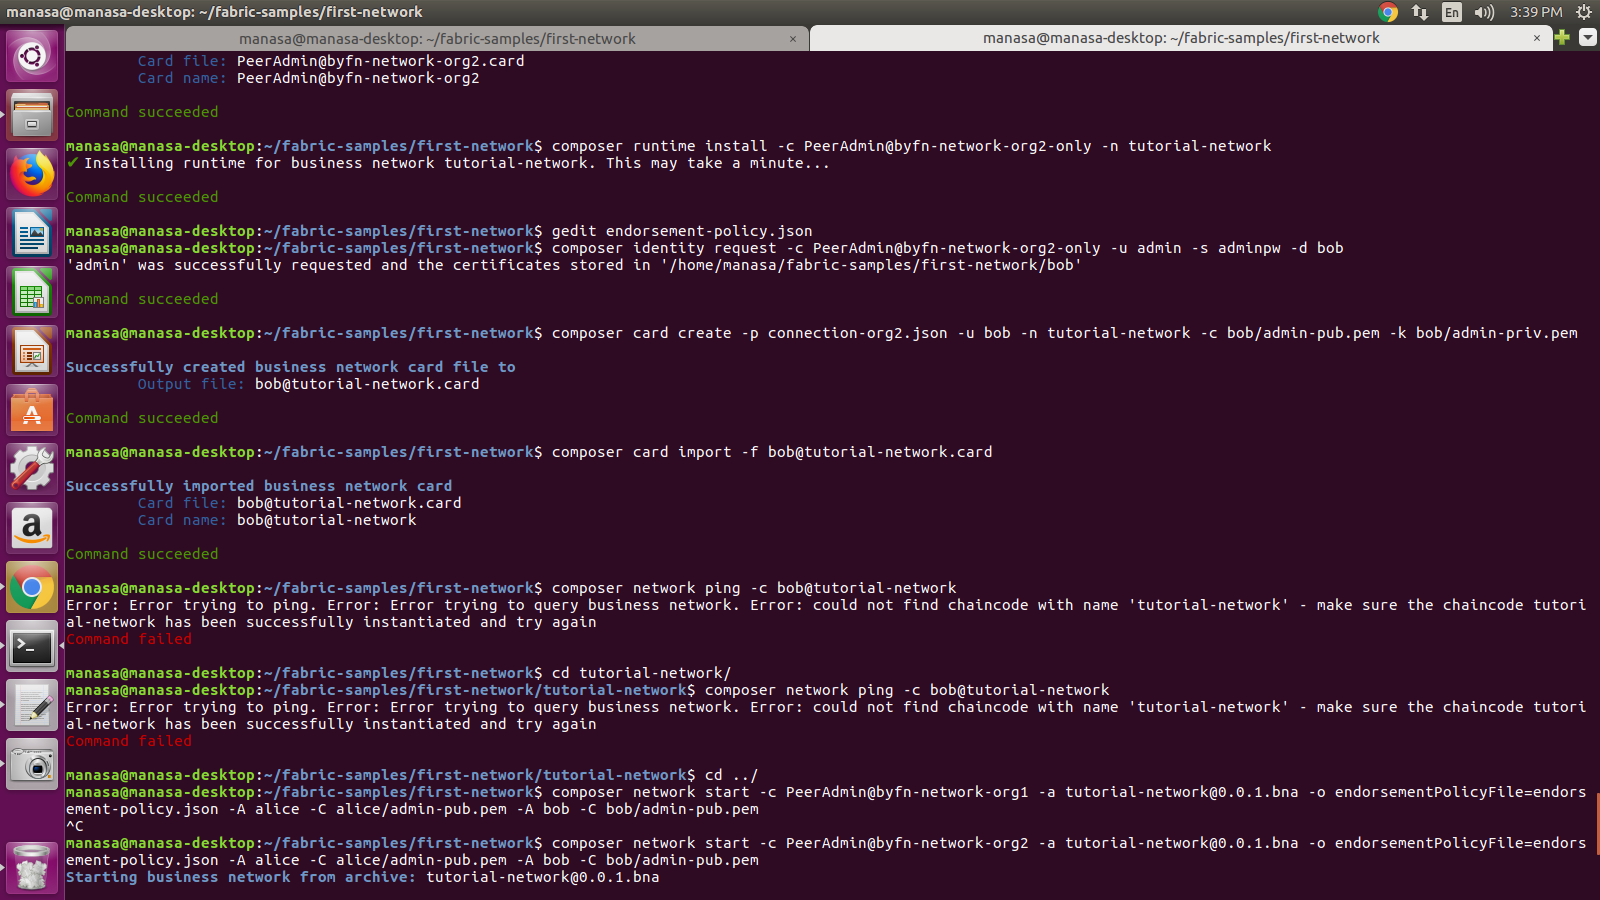 manasa@manasa-desktop: ~/fabric-samples/first-network
En
3:39 PM
manasa@manasa-desktop: ~/fabric-samples/first-network ×
manasa@manasa-desktop: ~/fabric-samples/first-network ×
Card file: PeerAdmin@byfn-network-org2.card
Card name: PeerAdmin@byfn-network-org2
Command succeeded
manasa@manasa-desktop:~/fabric-samples/first-network$ composer runtime install -c PeerAdmin@byfn-network-org2-only -n tutorial-network
✔ Installing runtime for business network tutorial-network. This may take a minute...
Command succeeded
manasa@manasa-desktop:~/fabric-samples/first-network$ gedit endorsement-policy.json
manasa@manasa-desktop:~/fabric-samples/first-network$ composer identity request -c PeerAdmin@byfn-network-org2-only -u admin -s adminpw -d bob
'admin' was successfully requested and the certificates stored in '/home/manasa/fabric-samples/first-network/bob'
Command succeeded
manasa@manasa-desktop:~/fabric-samples/first-network$ composer card create -p connection-org2.json -u bob -n tutorial-network -c bob/admin-pub.pem -k bob/admin-priv.pem
Successfully created business network card file to
Output file: bob@tutorial-network.card
Command succeeded
manasa@manasa-desktop:~/fabric-samples/first-network$ composer card import -f bob@tutorial-network.card
Successfully imported business network card
Card file: bob@tutorial-network.card
Card name: bob@tutorial-network
Command succeeded
manasa@manasa-desktop:~/fabric-samples/first-network$ composer network ping -c bob@tutorial-network
Error: Error trying to ping. Error: Error trying to query business network. Error: could not find chaincode with name 'tutorial-network' - make sure the chaincode tutori
al-network has been successfully instantiated and try again
Command failed
manasa@manasa-desktop:~/fabric-samples/first-network$ cd tutorial-network/
manasa@manasa-desktop:~/fabric-samples/first-network/tutorial-network$ composer network ping -c bob@tutorial-network
Error: Error trying to ping. Error: Error trying to query business network. Error: could not find chaincode with name 'tutorial-network' - make sure the chaincode tutori
al-network has been successfully instantiated and try again
Command failed
manasa@manasa-desktop:~/fabric-samples/first-network/tutorial-network$ cd ../
manasa@manasa-desktop:~/fabric-samples/first-network$ composer network start -c PeerAdmin@byfn-network-org1 -a tutorial-network@0.0.1.bna -o endorsementPolicyFile=endors
ement-policy.json -A alice -C alice/admin-pub.pem -A bob -C bob/admin-pub.pem
^C
manasa@manasa-desktop:~/fabric-samples/first-network$ composer network start -c PeerAdmin@byfn-network-org2 -a tutorial-network@0.0.1.bna -o endorsementPolicyFile=endors
ement-policy.json -A alice -C alice/admin-pub.pem -A bob -C bob/admin-pub.pem
Starting business network from archive: tutorial-network@0.0.1.bna